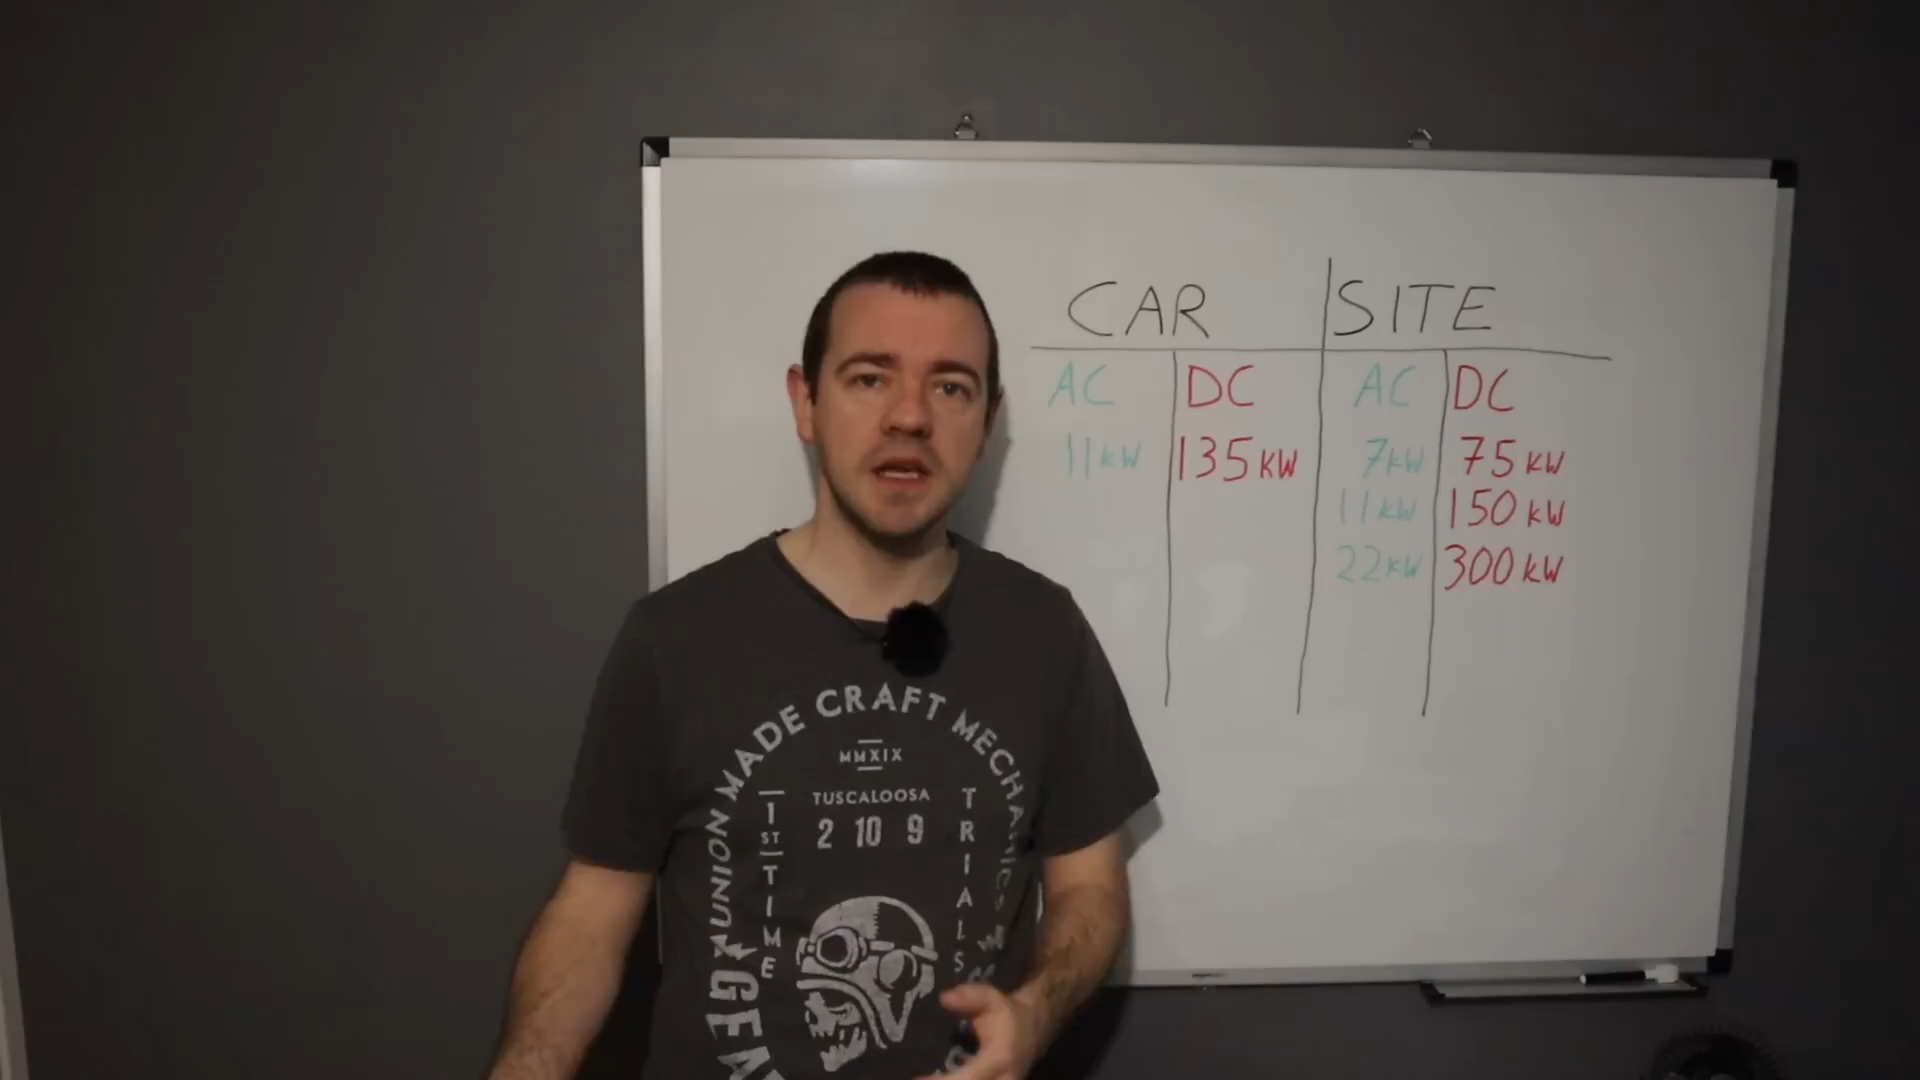 CAR SITE
AC DC AC DC
11kW 135kW 7kW 75kW
11kW 150kW
22kW 300kW
UNION MADE CRAFT MECHANICS
MMXIX
TUSCALOOSA
2 10 9
1ST TIME
TRIALS